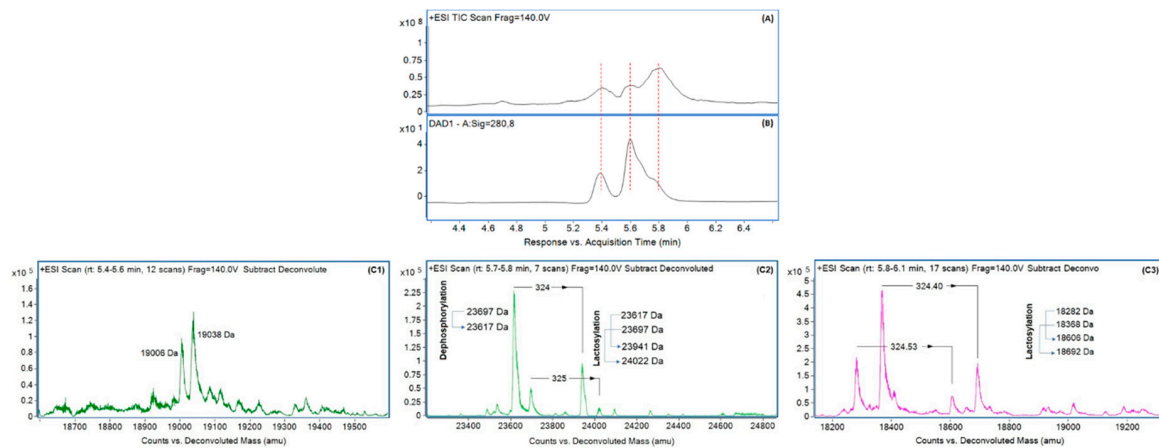 +ESI TIC Scan Frag=140.0V (A)
x10 8
1
0.75
0.5
0.25
0
DAD1 - A:Sig=280,8 (B)
x10 1
4
2
0
4.4 4.6 4.8 5 5.2 5.4 5.6 5.8 6 6.2 6.4 6.6
Response vs. Acquisition Time (min)
+ESI Scan (rt: 5.4-5.6 min, 12 scans) Frag=140.0V Subtract Deconvolute (C1)
x10 5
1.6
1.4
1.2
1
0.8
0.6
0.4
0.2
0
19038 Da
19006 Da
18700 18800 18900 19000 19100 19200 19300 19400 19500
Counts vs. Deconvoluted Mass (amu)
+ESI Scan (rt: 5.7-5.8 min, 7 scans) Frag=140.0V Subtract Deconvoluted (C2)
x10 5
2.25
2
1.75
1.5
1.25
1
0.75
0.5
0.25
0
Dephosphorylation
23697 Da
23617 Da
324
325
Lactosylation
23617 Da
23697 Da
23941 Da
24022 Da
23400 23600 23800 24000 24200 24400 24600 24800
Counts vs. Deconvoluted Mass (amu)
+ESI Scan (rt: 5.8-6.1 min, 17 scans) Frag=140.0V Subtract Deconvo (C3)
x10 5
4.5
4
3.5
3
2.5
2
1.5
1
0.5
0
324.40
324.53
Lactosylation
18282 Da
18368 Da
18606 Da
18692 Da
18200 18400 18600 18800 19000 19200
Counts vs. Deconvoluted Mass (amu)